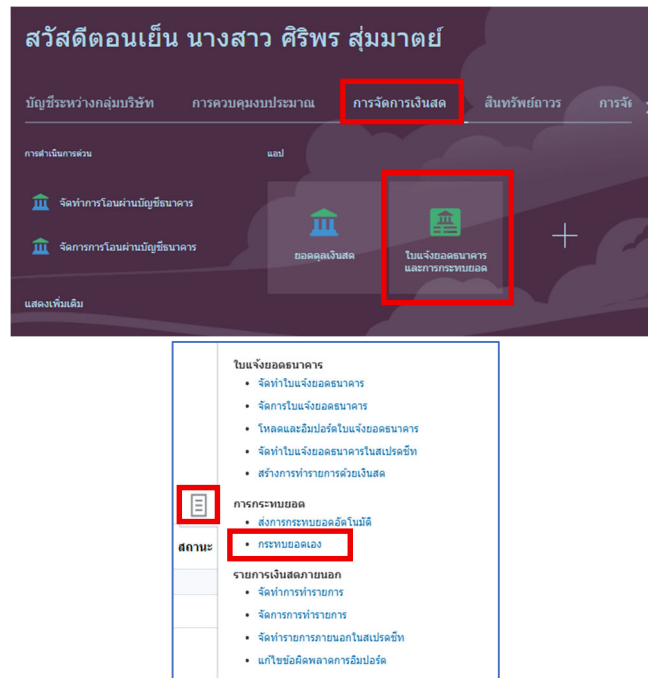 สวัสดีตอนเย็น นางสาว ศิริพร สุ่มมาตย์
บัญชีระหว่างกลุ่มบริษัท การควบคุมงบประมาณ การจัดการเงินสด สินทรัพย์ถาวร การจั
การดำเนินการด่วน แอป
จัดทำการโอนผ่านบัญชีธนาคาร
จัดการการโอนผ่านบัญชีธนาคาร
ยอดดุลเงินสด ใบแจ้งยอดธนาคาร
และการกระทบยอด
แสดงเพิ่มเติม
ใบแจ้งยอดธนาคาร
• จัดทำใบแจ้งยอดธนาคาร
• จัดการใบแจ้งยอดธนาคาร
• โหลดและอิมปอร์ตใบแจ้งยอดธนาคาร
• จัดทำใบแจ้งยอดธนาคารในสเปรดชีท
• สร้างการทำรายการด้วยเงินสด
การกระทบยอด
• ส่งการกระทบยอดอัตโนมัติ
สถานะ • กระทบยอดเอง
รายการเงินสดภายนอก
• จัดทำการทำรายการ
• จัดการการทำรายการ
• จัดทำรายการภายนอกในสเปรดชีท
• แก้ไขข้อผิดพลาดการอิมปอร์ต